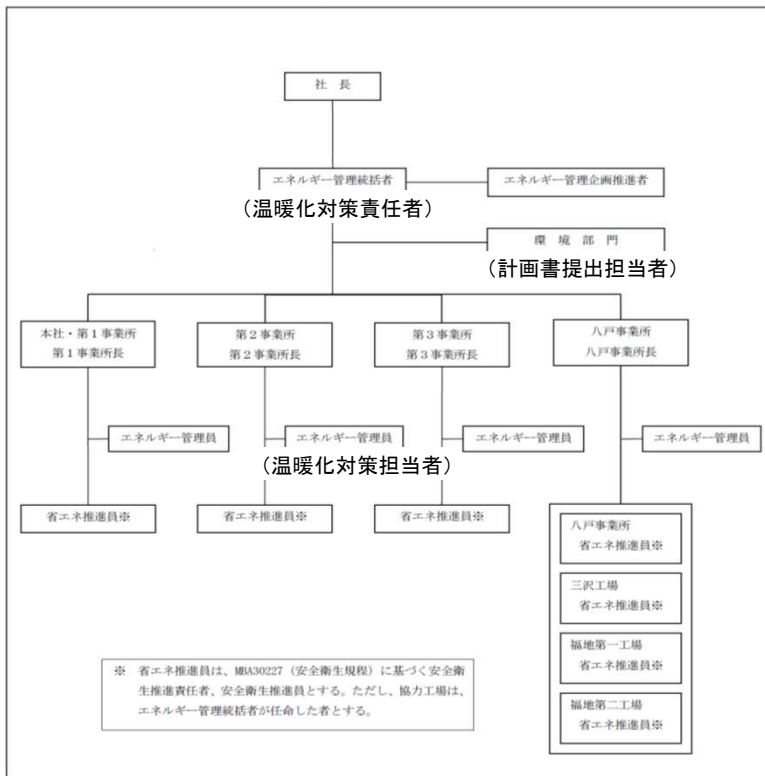 社　長
エネルギー管理統括者
エネルギー管理企画推進者
（温暖化対策責任者）
環　境　部　門
（計画書提出担当者）
本社・第１事業所
第１事業所長
第２事業所
第２事業所長
第３事業所
第３事業所長
八戸事業所
八戸事業所長
エネルギー管理員
エネルギー管理員
エネルギー管理員
エネルギー管理員
（温暖化対策担当者）
省エネ推進員※
省エネ推進員※
省エネ推進員※
八戸事業所
省エネ推進員※
三沢工場
省エネ推進員※
福地第一工場
省エネ推進員※
福地第二工場
省エネ推進員※
※　省エネ推進員は、MBA30227（安全衛生規程）に基づく安全衛
生推進責任者、安全衛生推進員とする。ただし、協力工場は、
エネルギー管理統括者が任命した者とする。